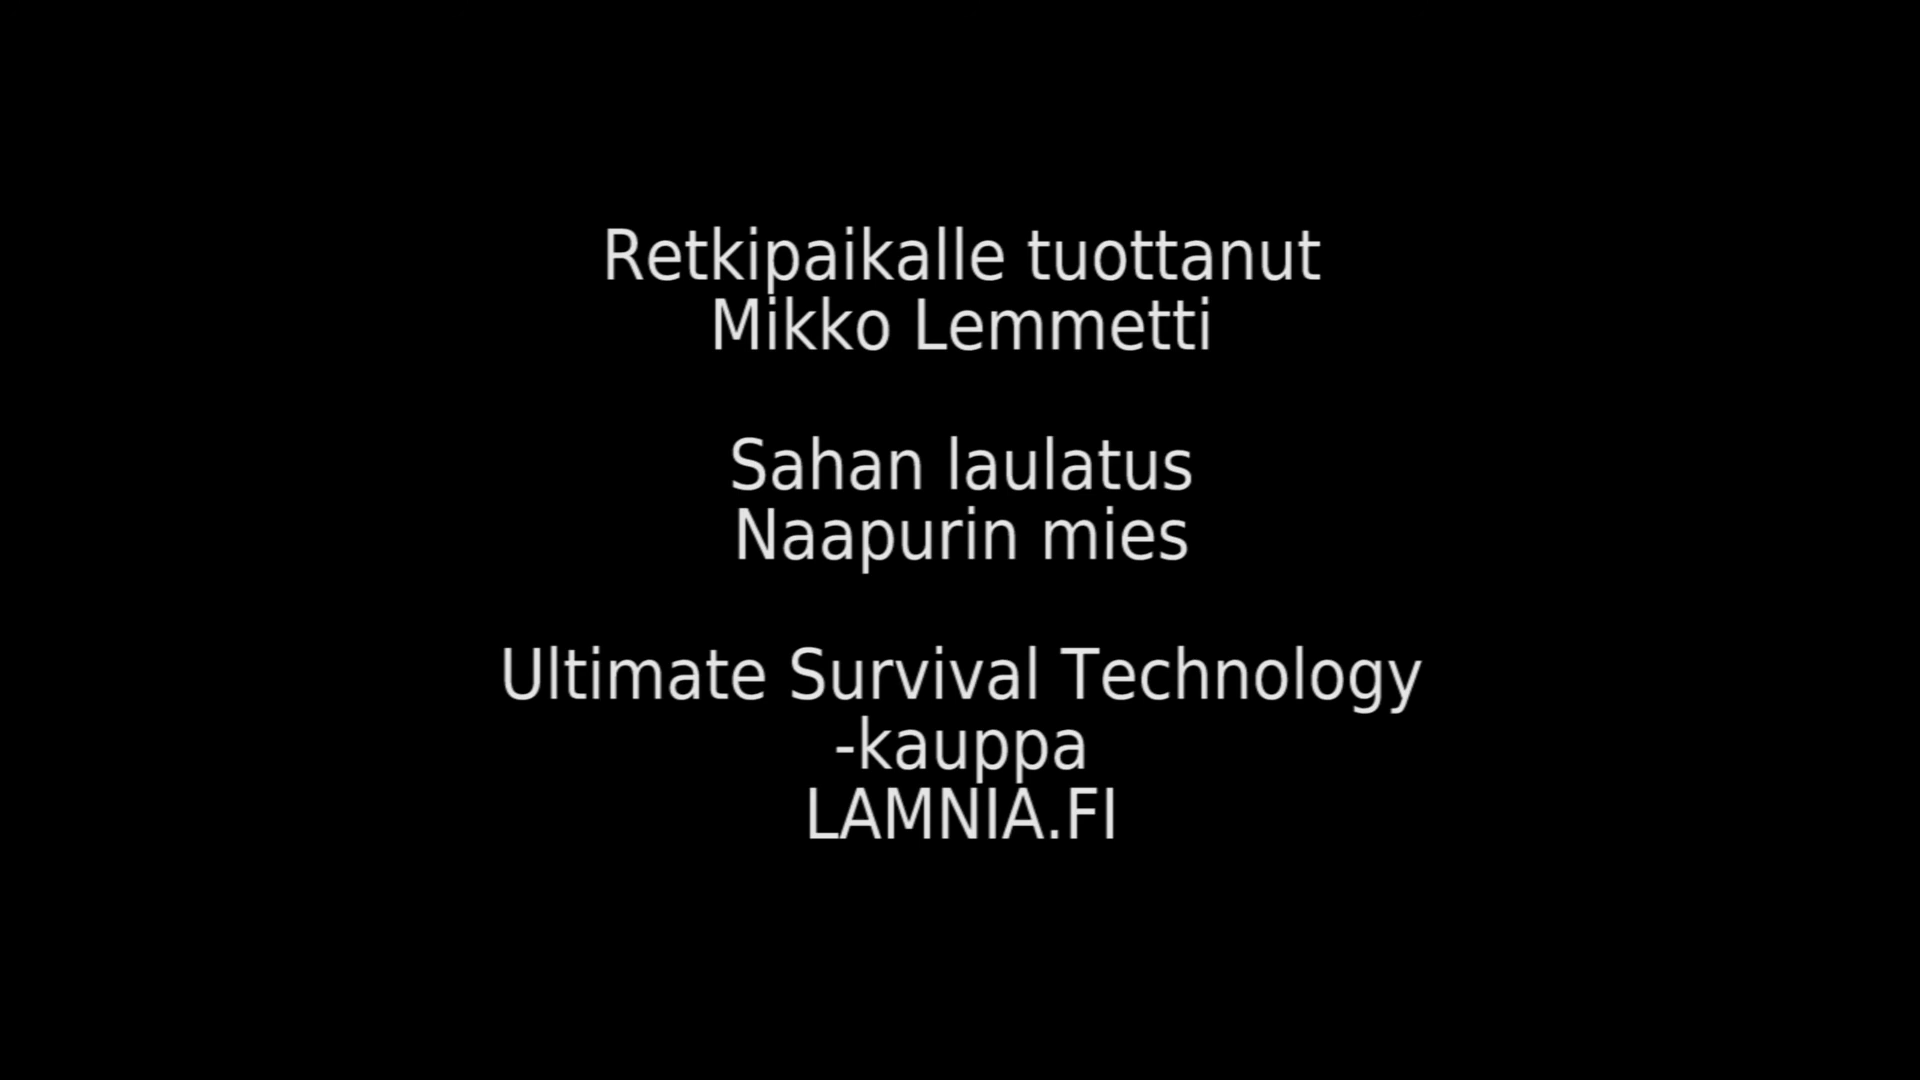 Retkipaikalle tuottanut
Mikko Lemmetti
Sahan laulatus
Naapurin mies
Ultimate Survival Technology
-kauppa
LAMNIA.FI